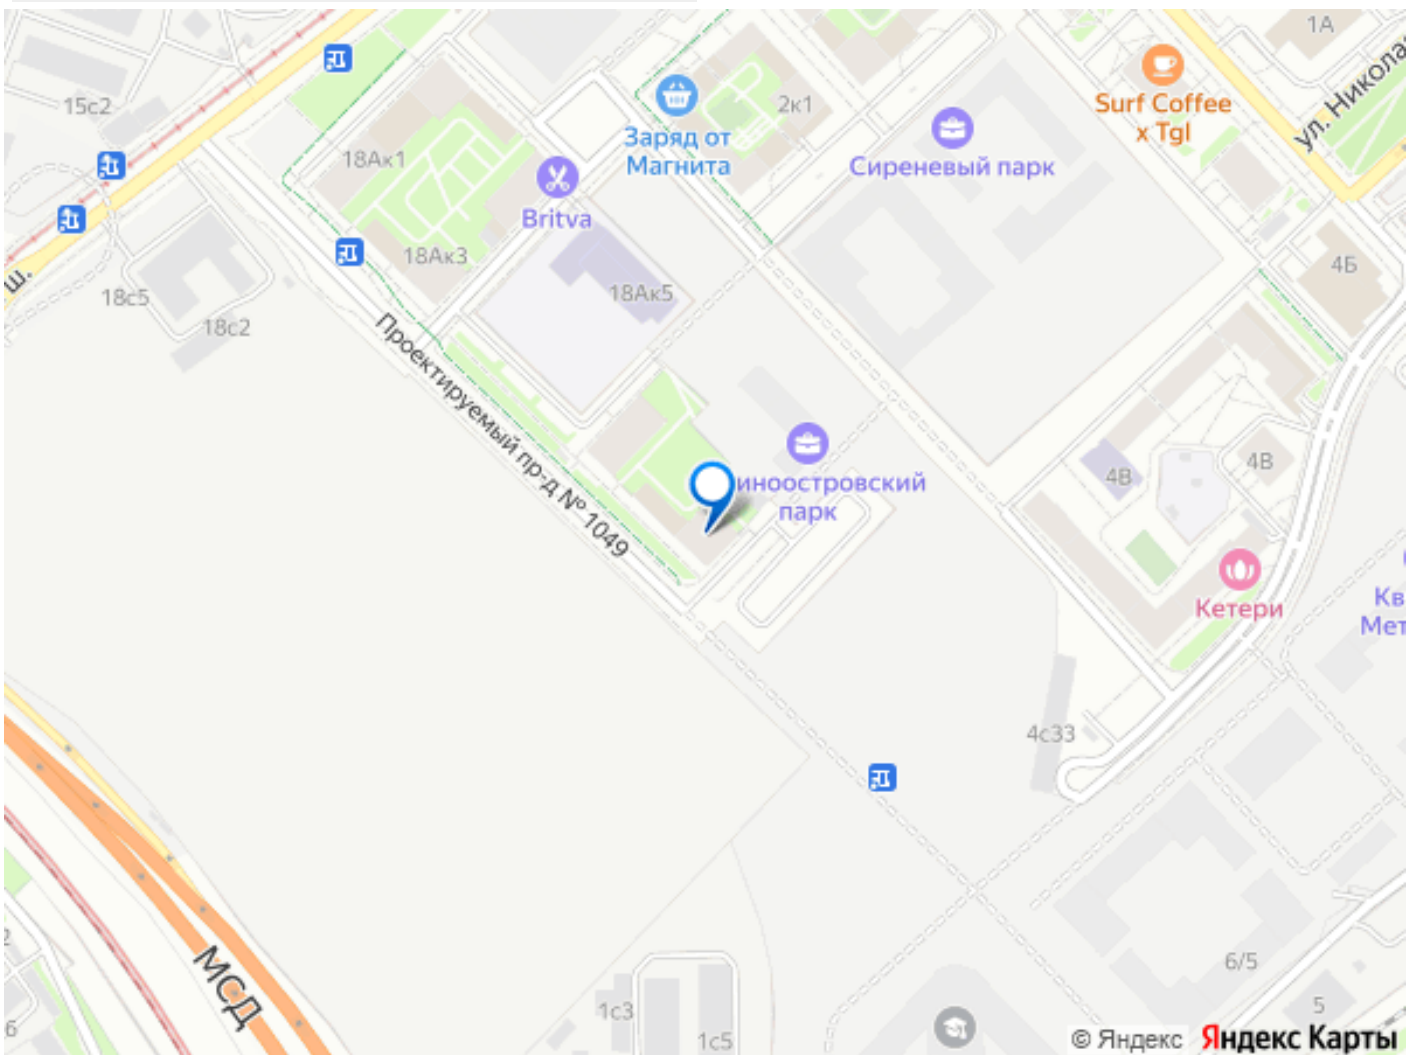 1А
15с2
Surf Coffee
x Tgl
2к1
ул. Никола
Заряд от
Магнита
18Ак1
Сиреневый парк
Britva
18Ак3
4Б
ш.
18с5
18Ак5
18с2
Проектируемый пр-д № 1049
4В
4В
иноостровский
парк
Кв
Мет
Кетери
4с33
МСД
6/5
1с3
5
6
1с5
© Яндекс Яндекс Карты